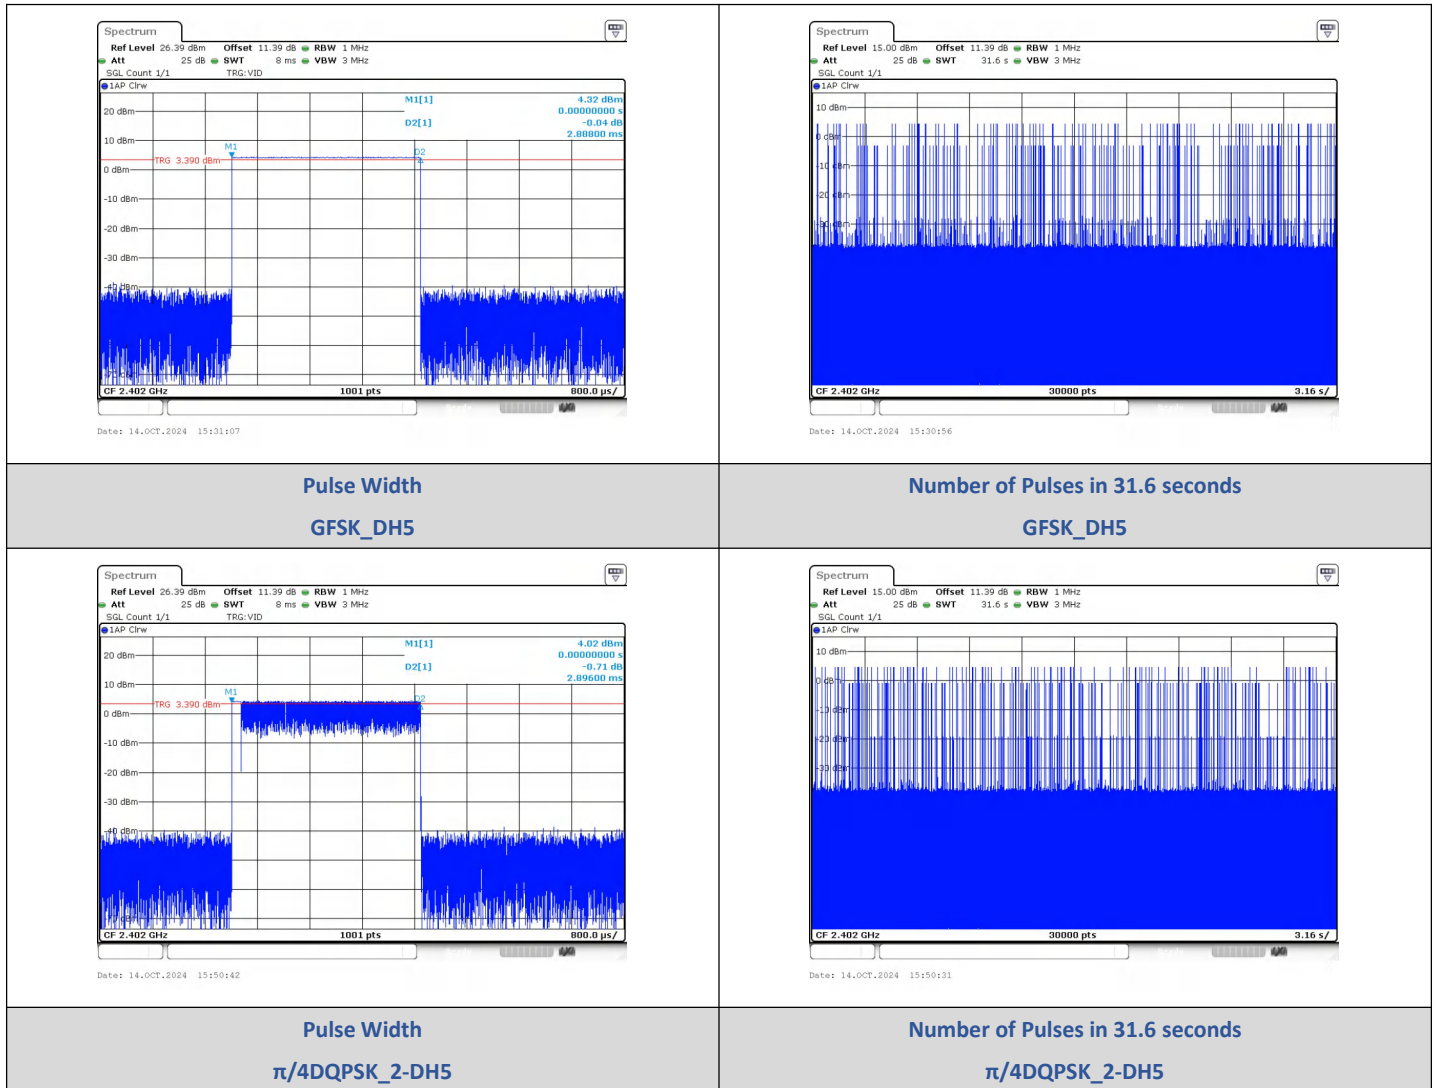 Spectrum
Ref Level 26.39 dBm Offset 11.39 dB RBW 1 MHz
Att 25 dB SWT 8 ms VBW 3 MHz
SGL Count 1/1 TRG:VID
1AP Clrw
M1[1] 4.32 dBm
0.00000000 s
D2[1] -0.04 dB
2.88800 ms
20 dBm
10 dBm
M1
D2
TRG 3.390 dBm
0 dBm
-10 dBm
-20 dBm
-30 dBm
-40 dBm
CF 2.402 GHz 1001 pts 800.0 µs/
Date: 14.OCT.2024 15:31:07
Spectrum
Ref Level 15.00 dBm Offset 11.39 dB RBW 1 MHz
Att 25 dB SWT 31.6 s VBW 3 MHz
SGL Count 1/1
1AP Clrw
10 dBm
0 dBm
-10 dBm
-20 dBm
-30 dBm
CF 2.402 GHz 30000 pts 3.16 s/
Date: 14.OCT.2024 15:30:56
Pulse Width
GFSK_DH5
Number of Pulses in 31.6 seconds
GFSK_DH5
Spectrum
Ref Level 26.39 dBm Offset 11.39 dB RBW 1 MHz
Att 25 dB SWT 8 ms VBW 3 MHz
SGL Count 1/1 TRG:VID
1AP Clrw
M1[1] 4.02 dBm
0.00000000 s
D2[1] -0.71 dB
2.89600 ms
20 dBm
10 dBm
M1
D2
TRG 3.390 dBm
0 dBm
-10 dBm
-20 dBm
-30 dBm
-40 dBm
CF 2.402 GHz 1001 pts 800.0 µs/
Date: 14.OCT.2024 15:50:42
Spectrum
Ref Level 15.00 dBm Offset 11.39 dB RBW 1 MHz
Att 25 dB SWT 31.6 s VBW 3 MHz
SGL Count 1/1
1AP Clrw
10 dBm
0 dBm
-10 dBm
-20 dBm
-30 dBm
CF 2.402 GHz 30000 pts 3.16 s/
Date: 14.OCT.2024 15:50:31
Pulse Width
π/4DQPSK_2-DH5
Number of Pulses in 31.6 seconds
π/4DQPSK_2-DH5